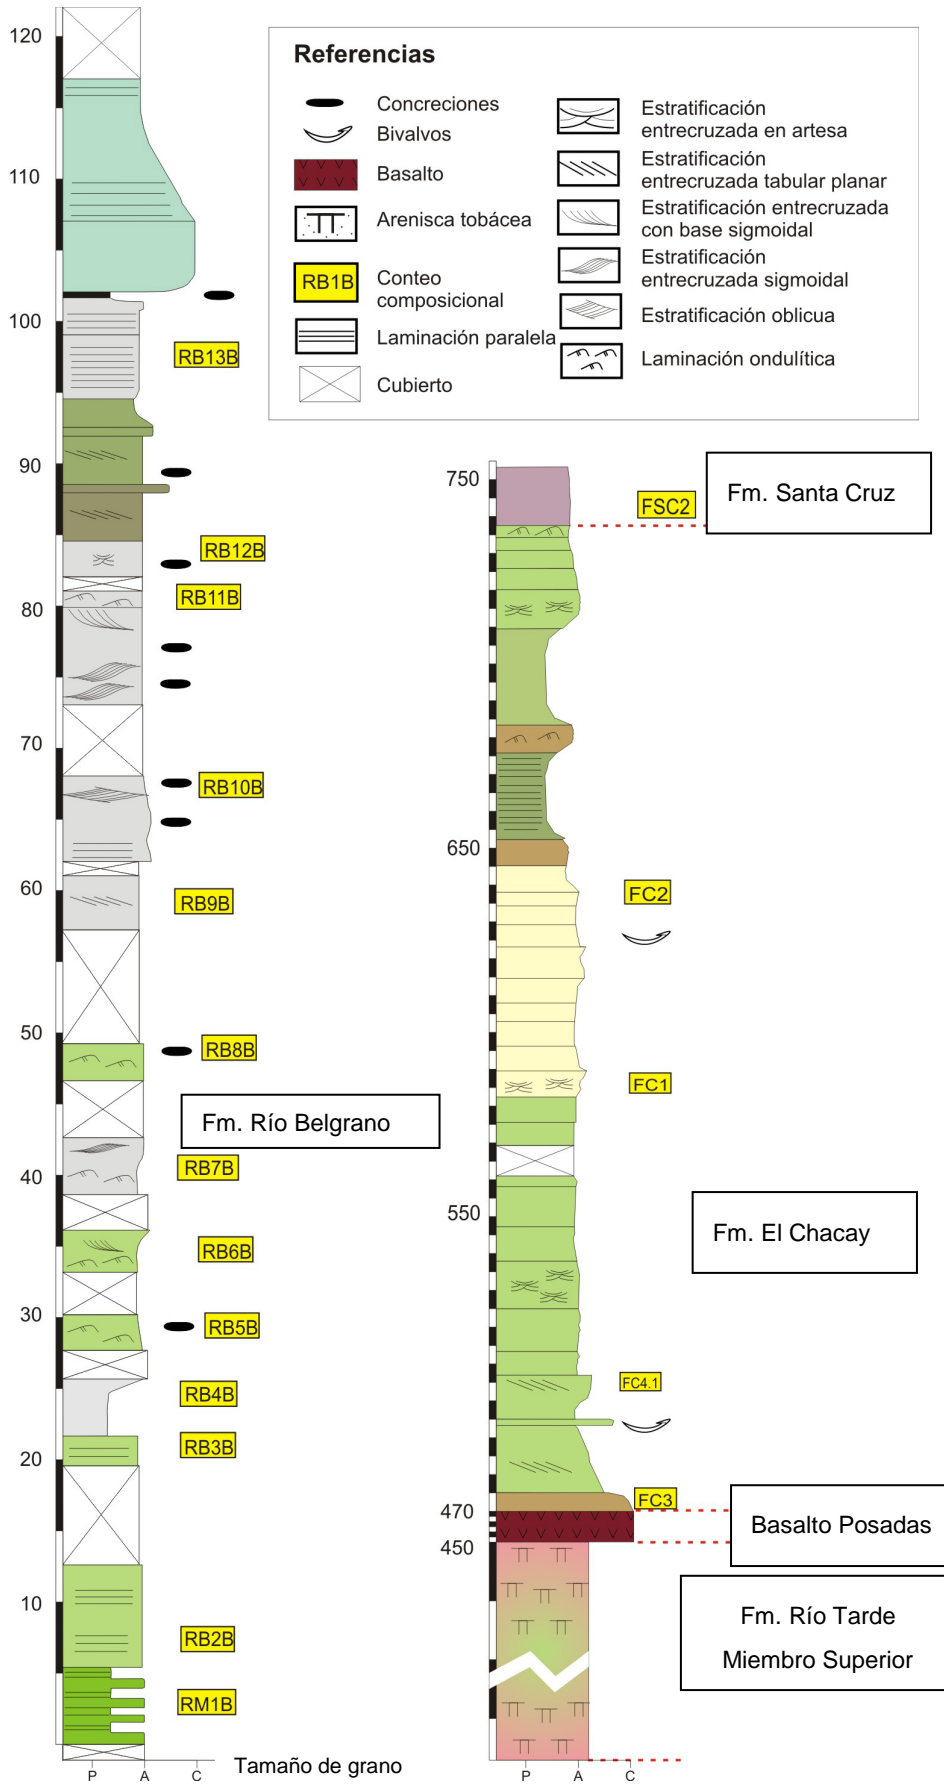 Referencias
Concreciones
Bivalvos
Basalto
Arenisca tobácea
RB1B
Conteo
composicional
Laminación paralela
Cubierto
Estratificación
entrecruzada en artesa
Estratificación
entrecruzada tabular planar
Estratificación entrecruzada
con base sigmoidal
Estratificación
entrecruzada sigmoidal
Estratificación oblicua
Laminación ondulítica
120
110
100
RB13B
90
RB12B
RB11B
80
70
RB10B
60
RB9B
50
RB8B
Fm. Río Belgrano
40
RB7B
RB6B
30
RB5B
RB4B
RB3B
20
10
RB2B
RM1B
P
A
C
Tamaño de grano
750
FSC2
Fm. Santa Cruz
650
FC2
FC1
550
Fm. El Chacay
FC4.1
FC3
470
Basalto Posadas
450
Fm. Río Tarde
Miembro Superior
P
A
C